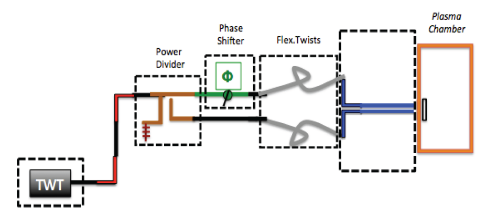 Plasma
Chamber
Phase
Shifter
Flex.Twists
Power
Divider
Φ
TWT